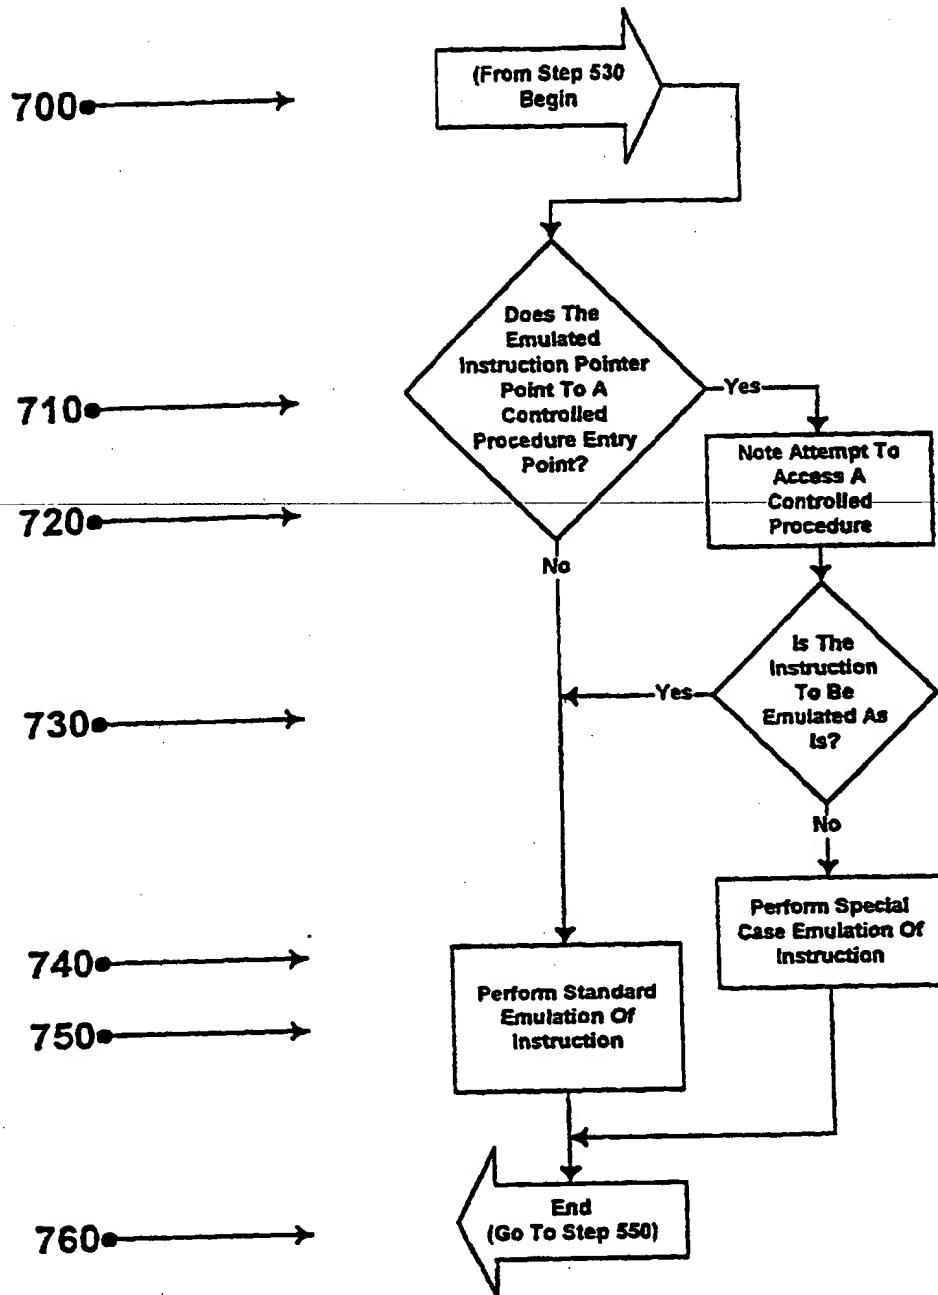 700
(From Step 530
Begin
Does The
Emulated
Instruction Pointer
Point To A
Controlled
Procedure Entry
Point?
710
Yes
Note Attempt To
Access A
Controlled
Procedure
720
No
Is The
Instruction
To Be
Emulated As
Is?
Yes
730
No
Perform Special
Case Emulation Of
Instruction
740
Perform Standard
Emulation Of
Instruction
750
End
(Go To Step 550)
760